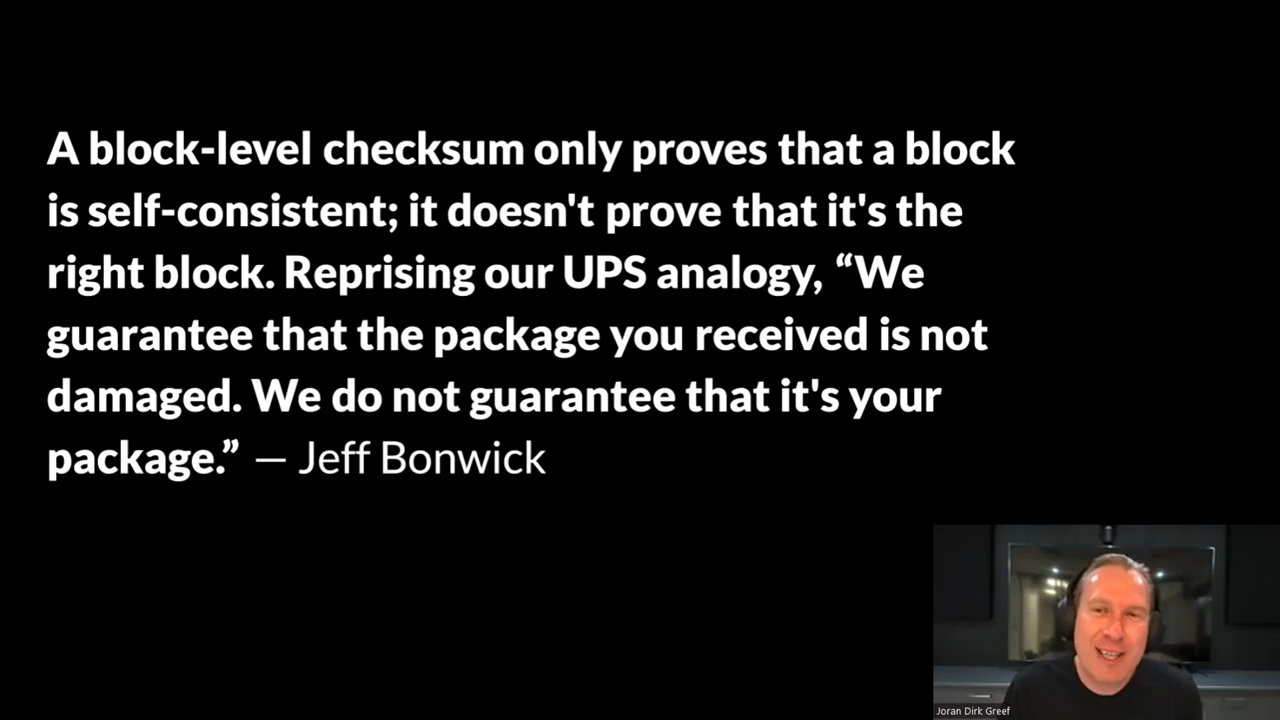 A block-level checksum only proves that a block
is self-consistent; it doesn't prove that it's the
right block. Reprising our UPS analogy, “We
guarantee that the package you received is not
damaged. We do not guarantee that it's your
package.” — Jeff Bonwick
Joran Dirk Greef